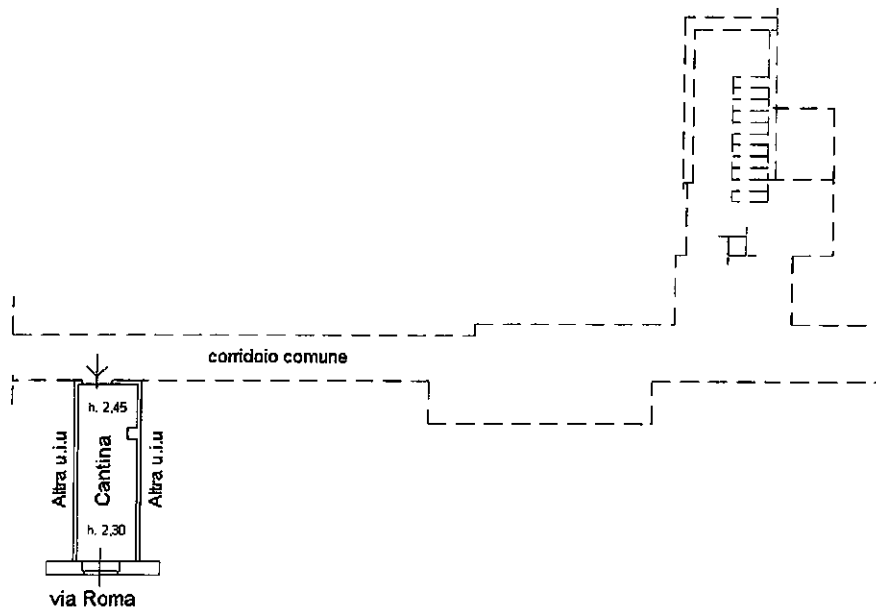 corridoio comune
h. 2,45
Altra u.i.u
Cantina
Altra u.i.u
h. 2,30
via Roma